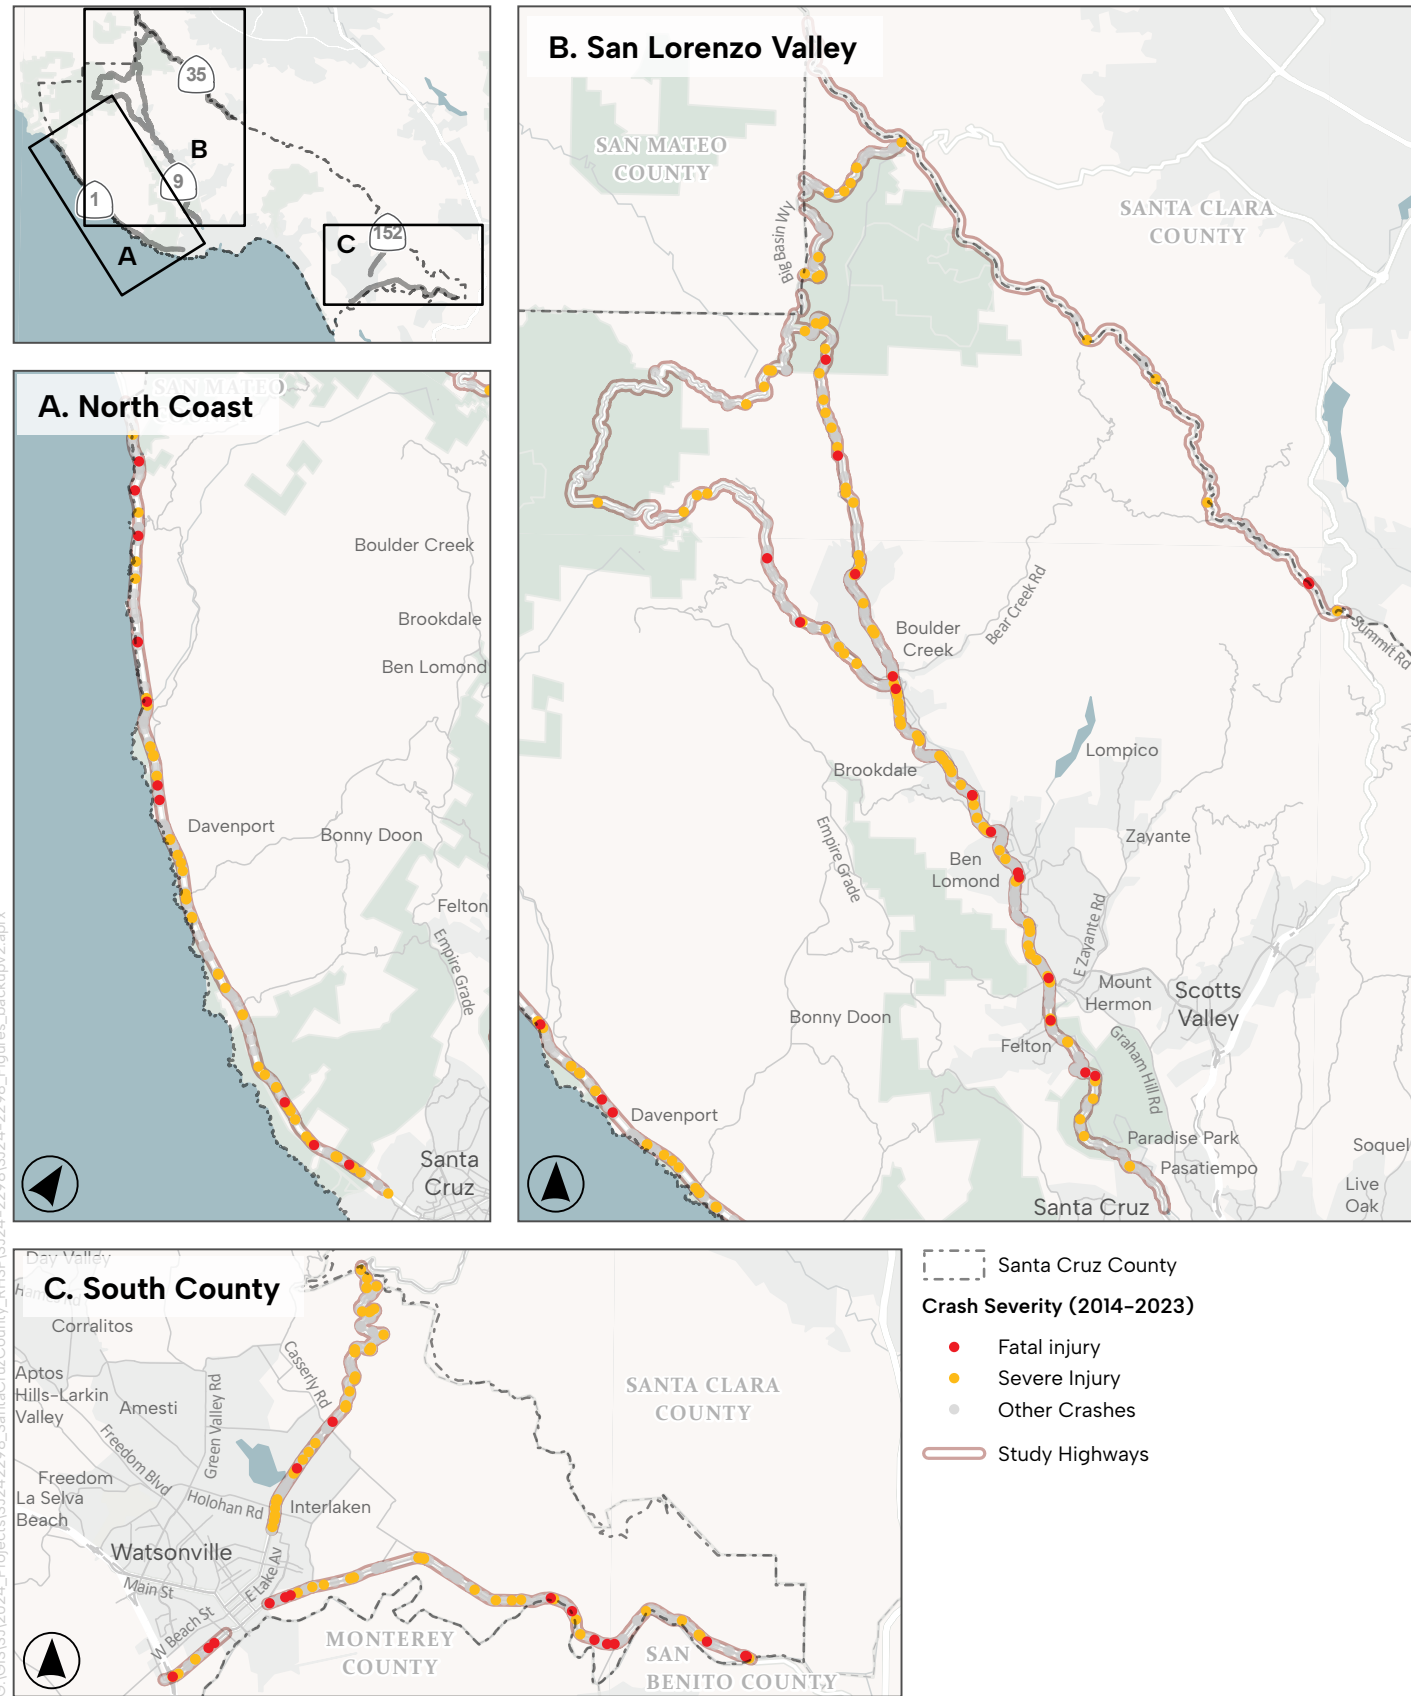 35
B
9
1
A
C
152
SAN MATEO
A. North Coast
Boulder Creek
Brookdale
Ben Lomond
Davenport
Bonny Doon
Felton
Empire Grade
Santa
Cruz
B. San Lorenzo Valley
SAN MATEO
COUNTY
SANTA CLARA
COUNTY
Big Basin Wy
Bear Creek Rd
Summit Rd
Boulder
Creek
Lompico
Brookdale
Zayante
Empire Grade
Ben
Lomond
E Zayante Rd
Mount
Hermon
Scotts
Valley
Bonny Doon
Felton
Graham Hill Rd
Davenport
Paradise Park
Pasatiempo
Soquel
Live
Oak
Santa Cruz
Day Valley
C. South County
Corralitos
Casserly Rd
Aptos
Hills-Larkin
Valley
Amesti
Green Valley Rd
SANTA CLARA
COUNTY
Freedom Blvd
Freedom
La Selva
Beach
Holohan Rd
Interlaken
Watsonville
Main St
E Lake Av
W Beach St
MONTEREY
COUNTY
SAN
BENITO COUNTY
Santa Cruz County
Crash Severity (2014-2023)
Fatal injury
Severe Injury
Other Crashes
Study Highways